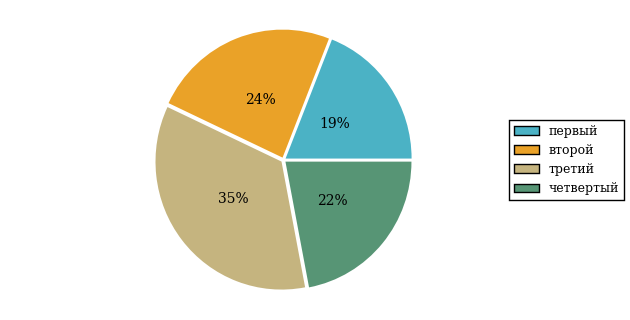 24%
19%
35%
22%
первый
второй
третий
четвертый